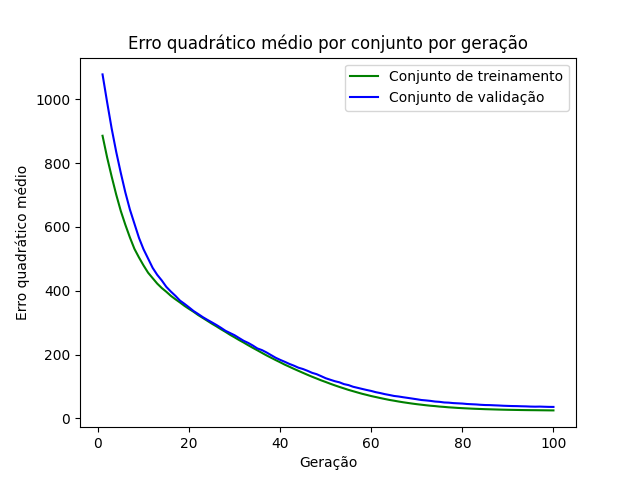 Erro quadrático médio por conjunto por geração
Conjunto de treinamento
Conjunto de validação
Erro quadrático médio
1000
800
600
400
200
0
0 20 40 60 80 100
Geração